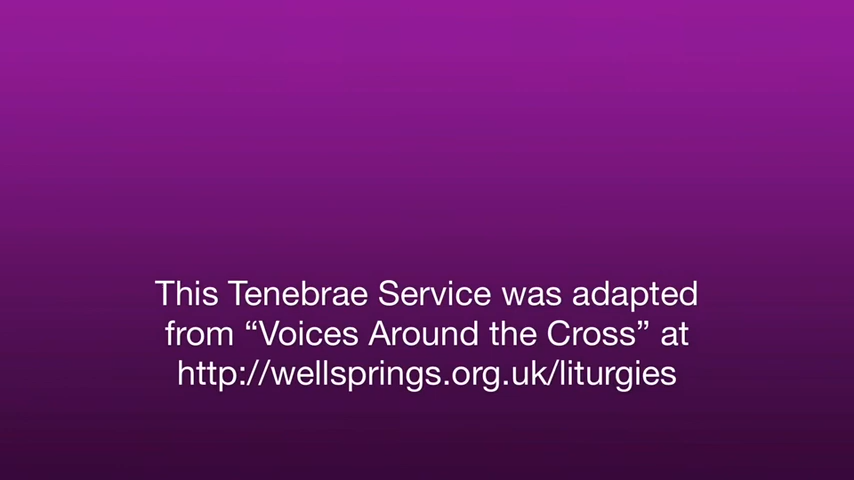 This Tenebrae Service was adapted
from “Voices Around the Cross” at
http://wellsprings.org.uk/liturgies